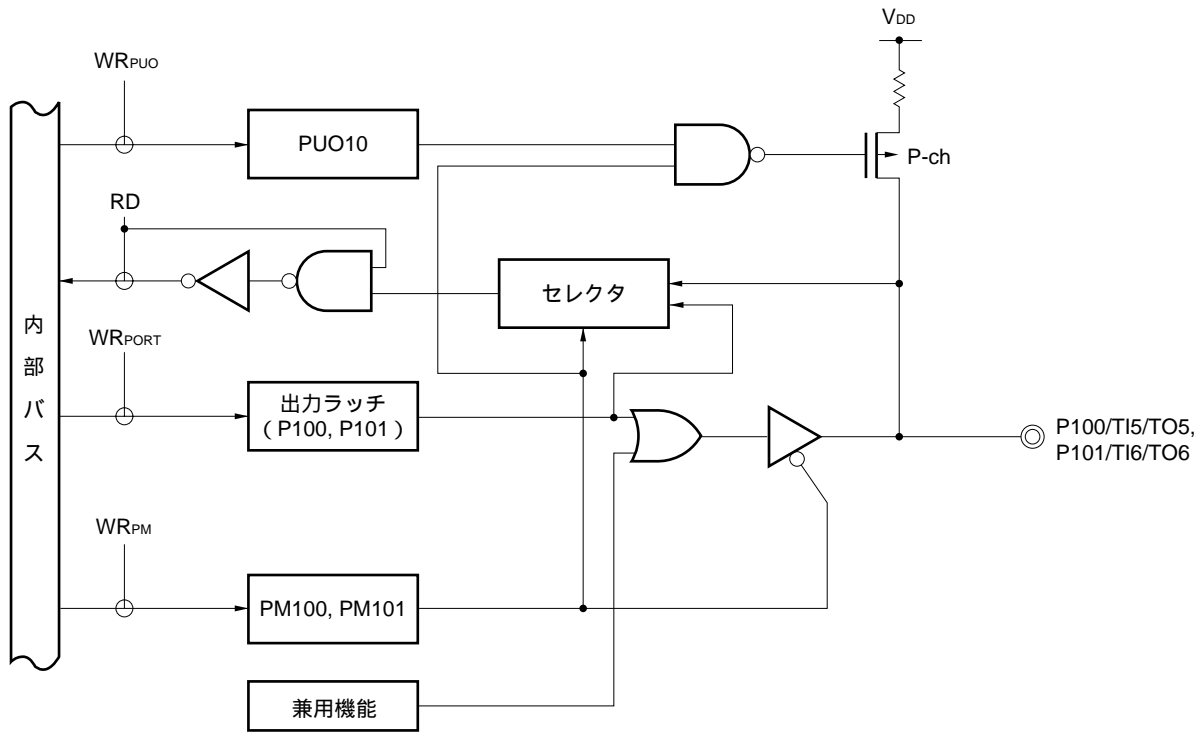 VDD
WRPUO
PUO10
P-ch
RD
セレクタ
内部バス
WRPORT
出力ラッチ
(P100, P101)
P100/TI5/TO5,
P101/TI6/TO6
WRPM
PM100, PM101
兼用機能